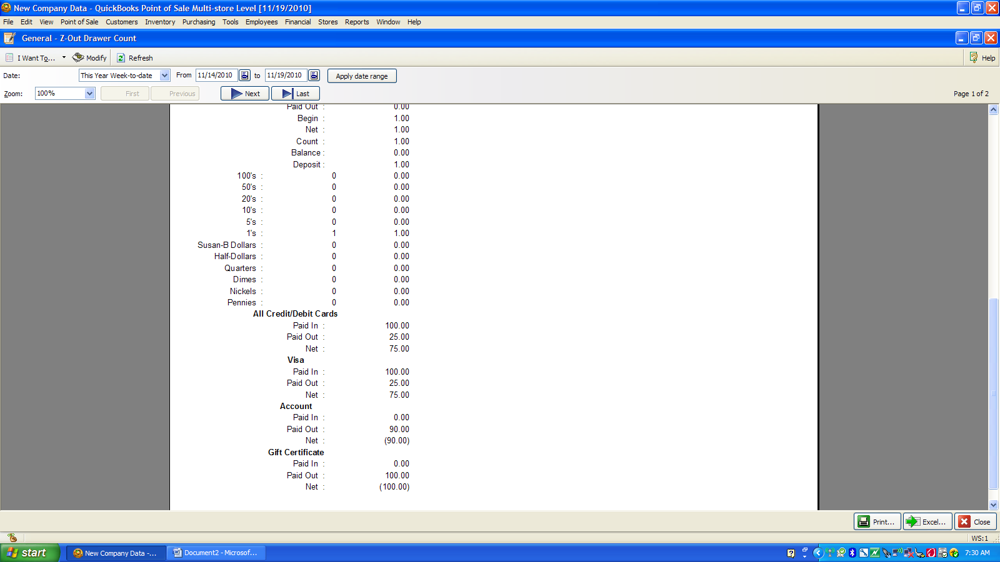 New Company Data - QuickBooks Point of Sale Multi-store Level [11/19/2010]
File Edit View Point of Sale Customers Inventory Purchasing Tools Employees Financial Stores Reports Window Help
General - Z-Out Drawer Count
I Want To... Modify Refresh Help
Date: This Year Week-to-date From 11/14/2010 to 11/19/2010 Apply date range
Zoom: 100% First Previous Next Last Page 1 of 2
Paid Out : 0.00
Begin : 1.00
Net : 1.00
Count : 1.00
Balance : 0.00
Deposit : 1.00
100's : 0 0.00
50's : 0 0.00
20's : 0 0.00
10's : 0 0.00
5's : 0 0.00
1's : 1 1.00
Susan-B Dollars : 0 0.00
Half-Dollars : 0 0.00
Quarters : 0 0.00
Dimes : 0 0.00
Nickels : 0 0.00
Pennies : 0 0.00
All Credit/Debit Cards
Paid In : 100.00
Paid Out : 25.00
Net : 75.00
Visa
Paid In : 100.00
Paid Out : 25.00
Net : 75.00
Account
Paid In : 0.00
Paid Out : 90.00
Net : (90.00)
Gift Certificate
Paid In : 0.00
Paid Out : 100.00
Net : (100.00)
Print... Excel... Close
WS:1
start New Company Data -... Document2 - Microsof... 7:30 AM